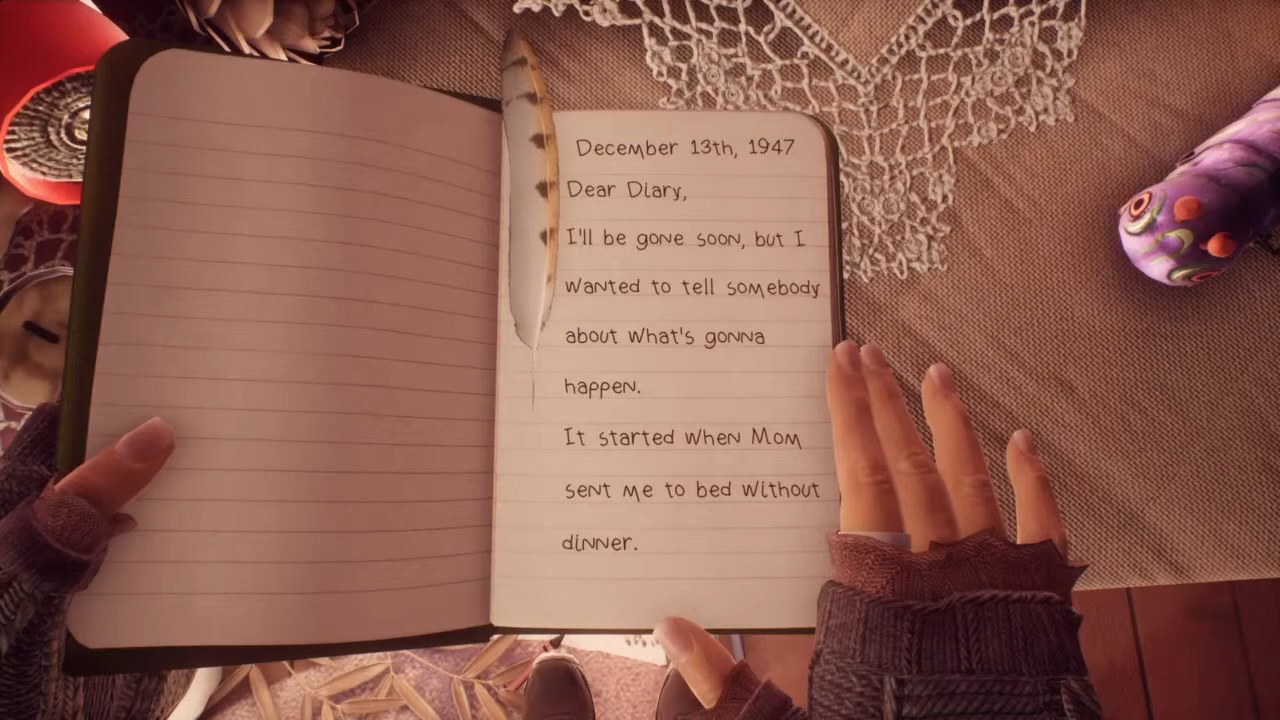 December 13th, 1947
Dear Diary,
I'll be gone soon, but I
wanted to tell somebody
about what's gonna
happen.
It started when Mom
sent me to bed without
dinner.